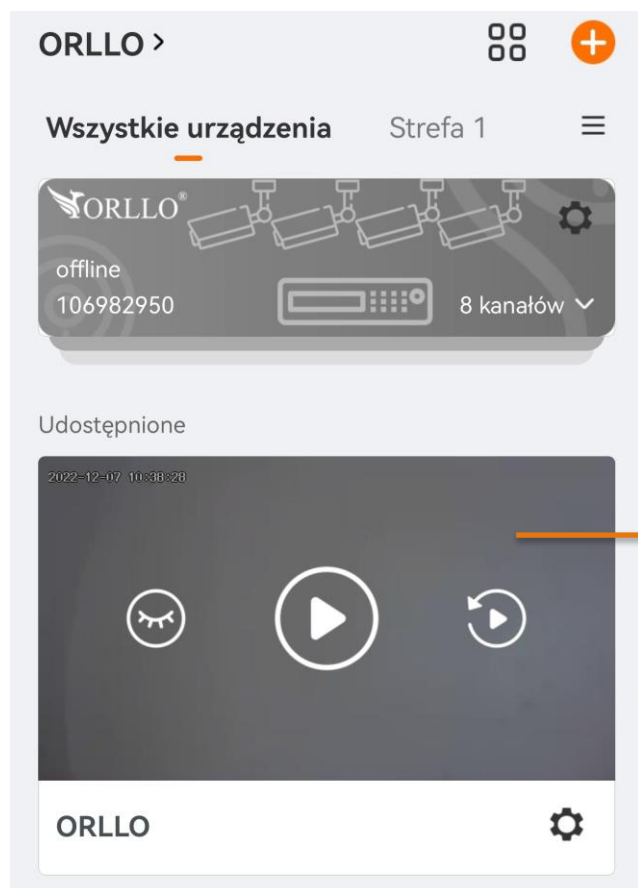 ORLLO >
Wszystkie urządzenia Strefa 1
ORLLO®
offline
106982950 8 kanałów
Udostępnione
2022-12-07 10:38:28
ORLLO